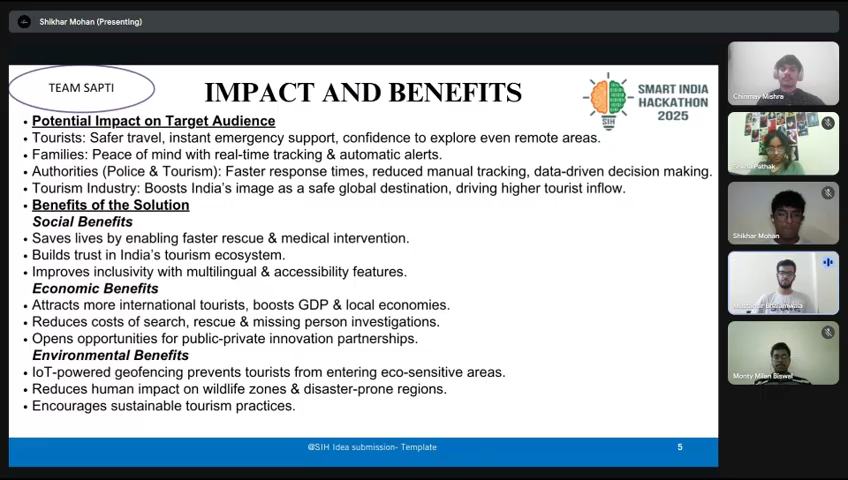 Shikhar Mohan (Presenting)
TEAM SAPTI
IMPACT AND BENEFITS
SMART INDIA
HACKATHON
2025
SIH
• Potential Impact on Target Audience
• Tourists: Safer travel, instant emergency support, confidence to explore even remote areas.
• Families: Peace of mind with real-time tracking & automatic alerts.
• Authorities (Police & Tourism): Faster response times, reduced manual tracking, data-driven decision making.
• Tourism Industry: Boosts India's image as a safe global destination, driving higher tourist inflow.
• Benefits of the Solution
Social Benefits
• Saves lives by enabling faster rescue & medical intervention.
• Builds trust in India's tourism ecosystem.
• Improves inclusivity with multilingual & accessibility features.
Economic Benefits
• Attracts more international tourists, boosts GDP & local economies.
• Reduces costs of search, rescue & missing person investigations.
• Opens opportunities for public-private innovation partnerships.
Environmental Benefits
• IoT-powered geofencing prevents tourists from entering eco-sensitive areas.
• Reduces human impact on wildlife zones & disaster-prone regions.
• Encourages sustainable tourism practices.
@SIH Idea submission- Template
5
Chinmay Mishra
Pathak
Shikhar Mohan
Monty Milan Biswal